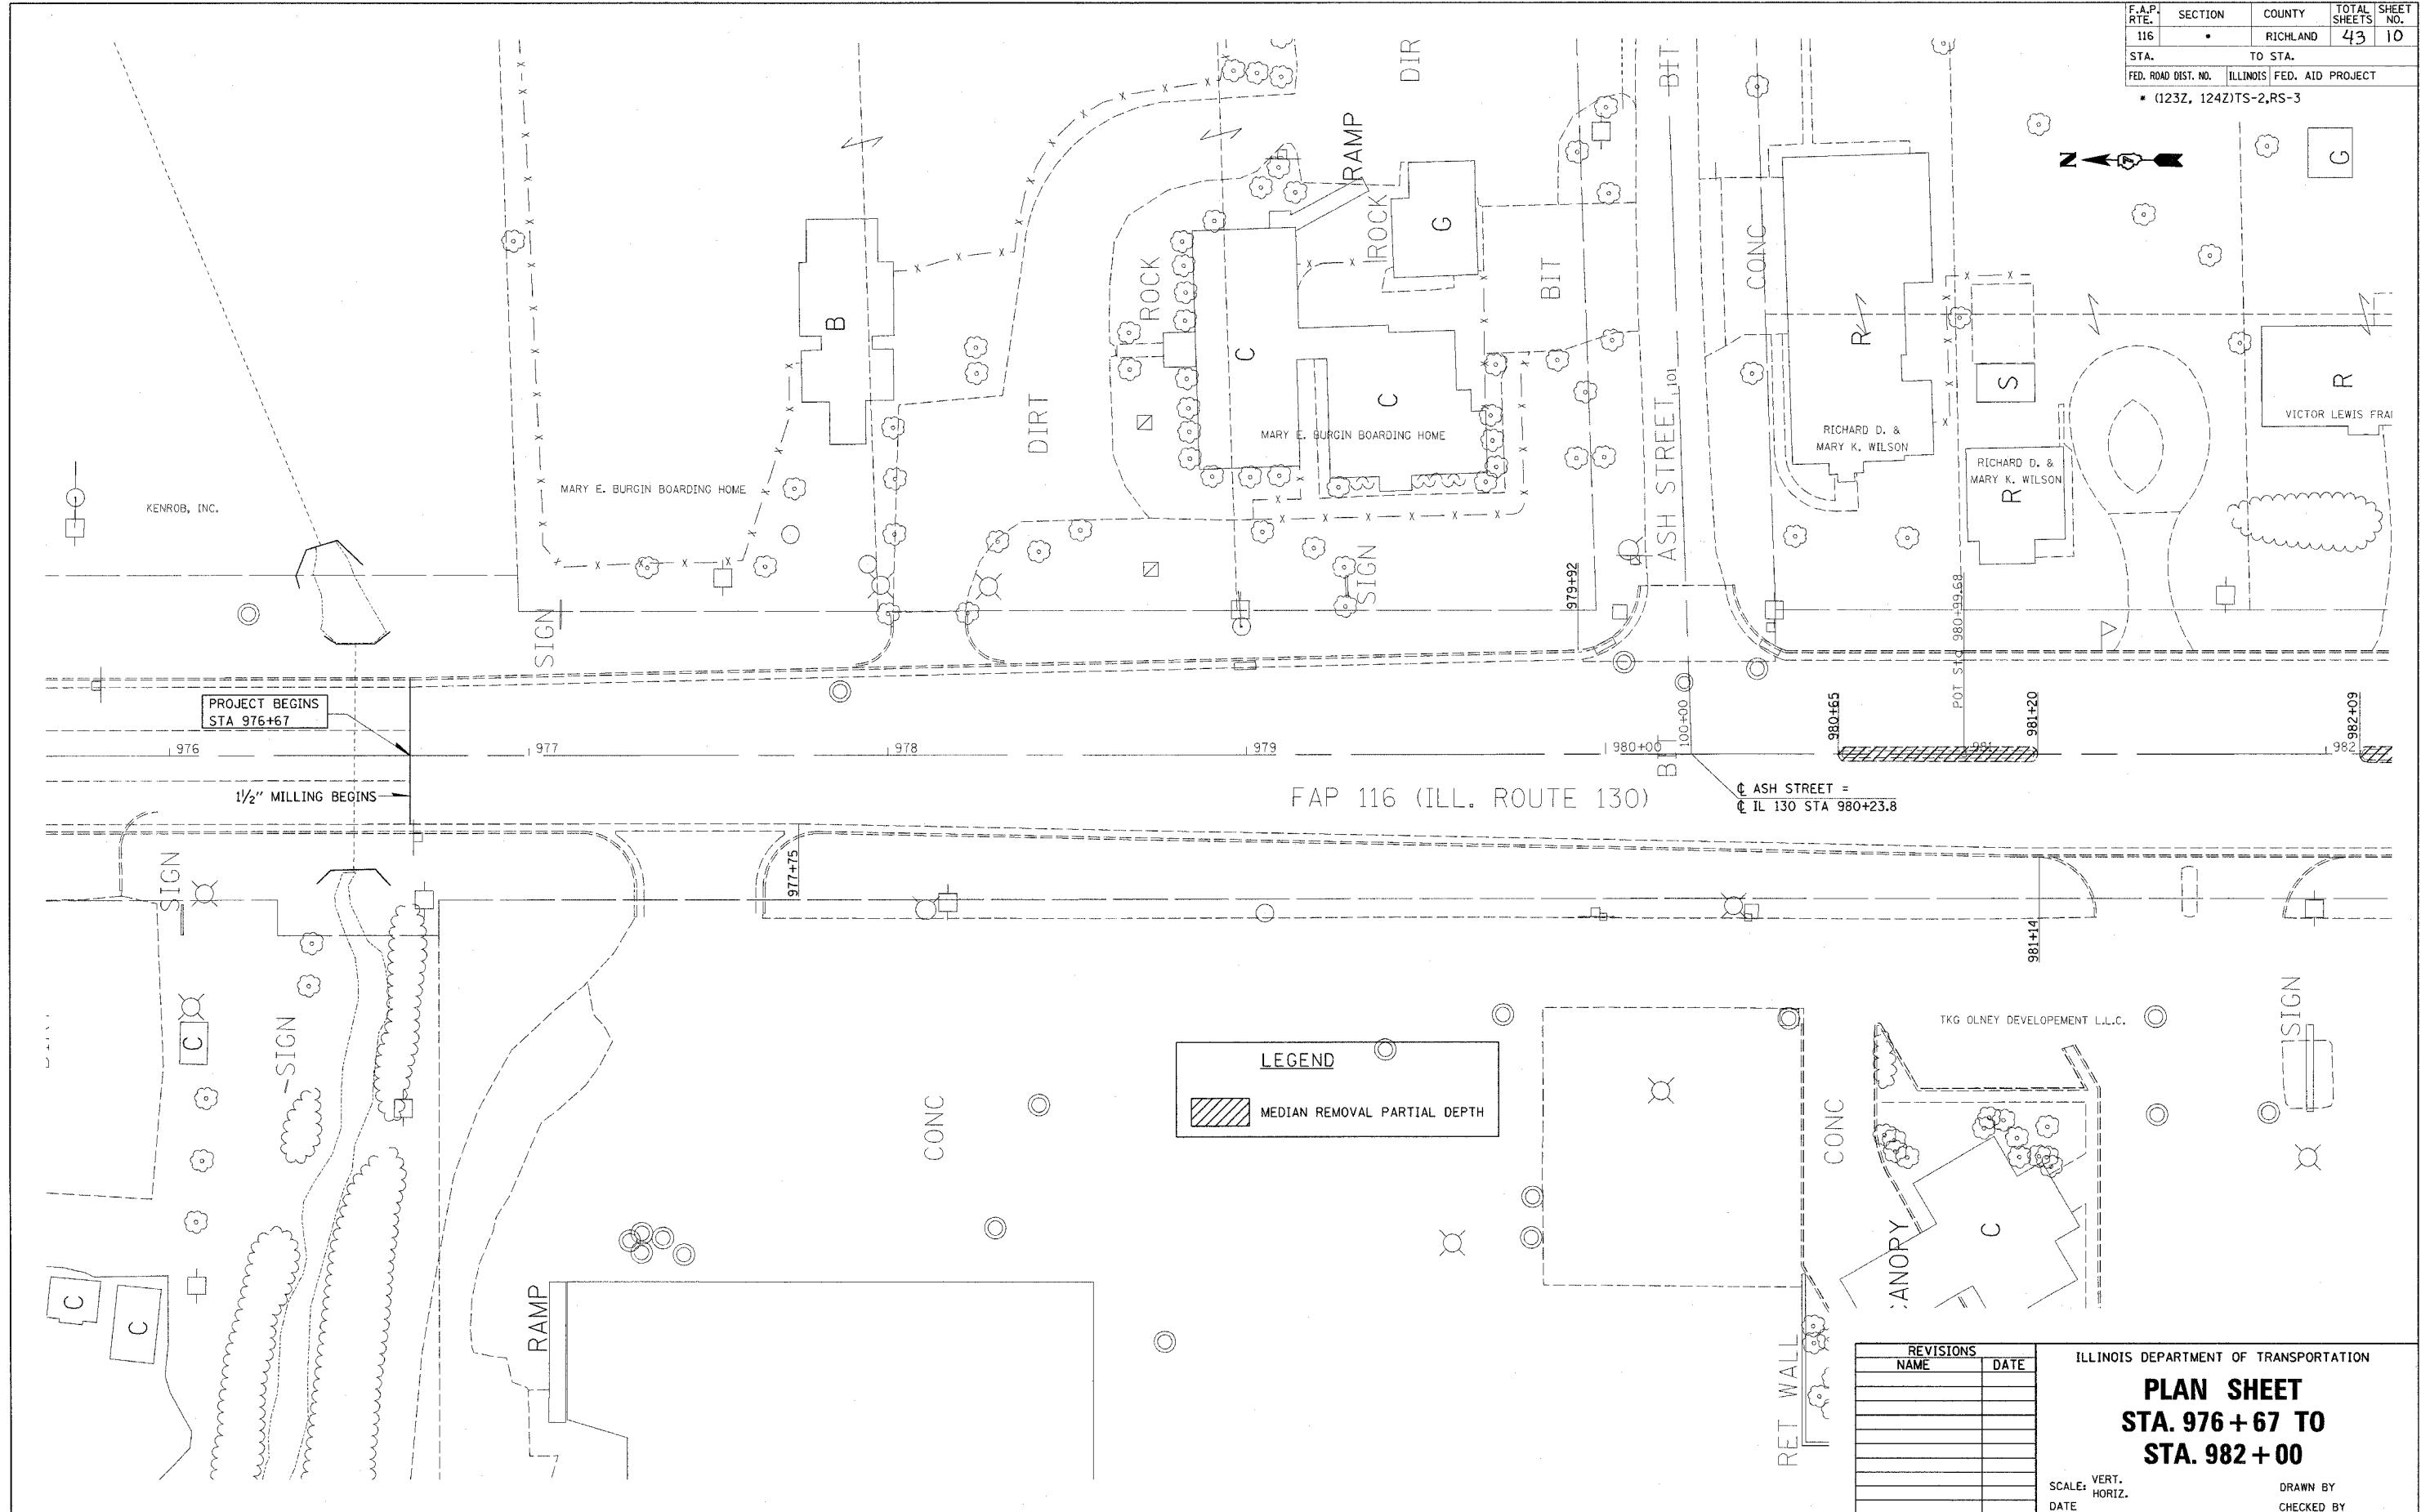 F.A.P. RTE. SECTION COUNTY TOTAL SHEETS SHEET NO.
116 * RICHLAND 43 10
STA. TO STA.
FED. ROAD DIST. NO. ILLINOIS FED. AID PROJECT
* (123Z, 124Z)TS-2,RS-3
N
DIR
BIT
RAMP
ROCK
G
G
B
ROCK
C
C
BIT
CONC
R
S
R
VICTOR LEWIS FRA
DIRT
MARY E. BURGIN BOARDING HOME
ASH STREET
101
RICHARD D. &
MARY K. WILSON
RICHARD D. &
MARY K. WILSON
R
KENROB, INC.
MARY E. BURGIN BOARDING HOME
SIGN
SIGN
979+92
POT Sta 980+99.68
PROJECT BEGINS
STA 976+67
976
977
978
979
980+00
BIT
100+00
980+65
981
981+20
982
982+09
1½" MILLING BEGINS
FAP 116 (ILL. ROUTE 130)
℄ ASH STREET =
℄ IL 130 STA 980+23.8
SIGN
977+75
981+14
C
SIGN
CONC
LEGEND
MEDIAN REMOVAL PARTIAL DEPTH
TKG OLNEY DEVELOPEMENT L.L.C.
SIGN
CONC
CANOPY
C
C
C
RAMP
RET WALL
REVISIONS
NAME DATE
ILLINOIS DEPARTMENT OF TRANSPORTATION
PLAN SHEET
STA. 976+67 TO
STA. 982+00
SCALE: VERT.
HORIZ.
DATE
DRAWN BY
CHECKED BY